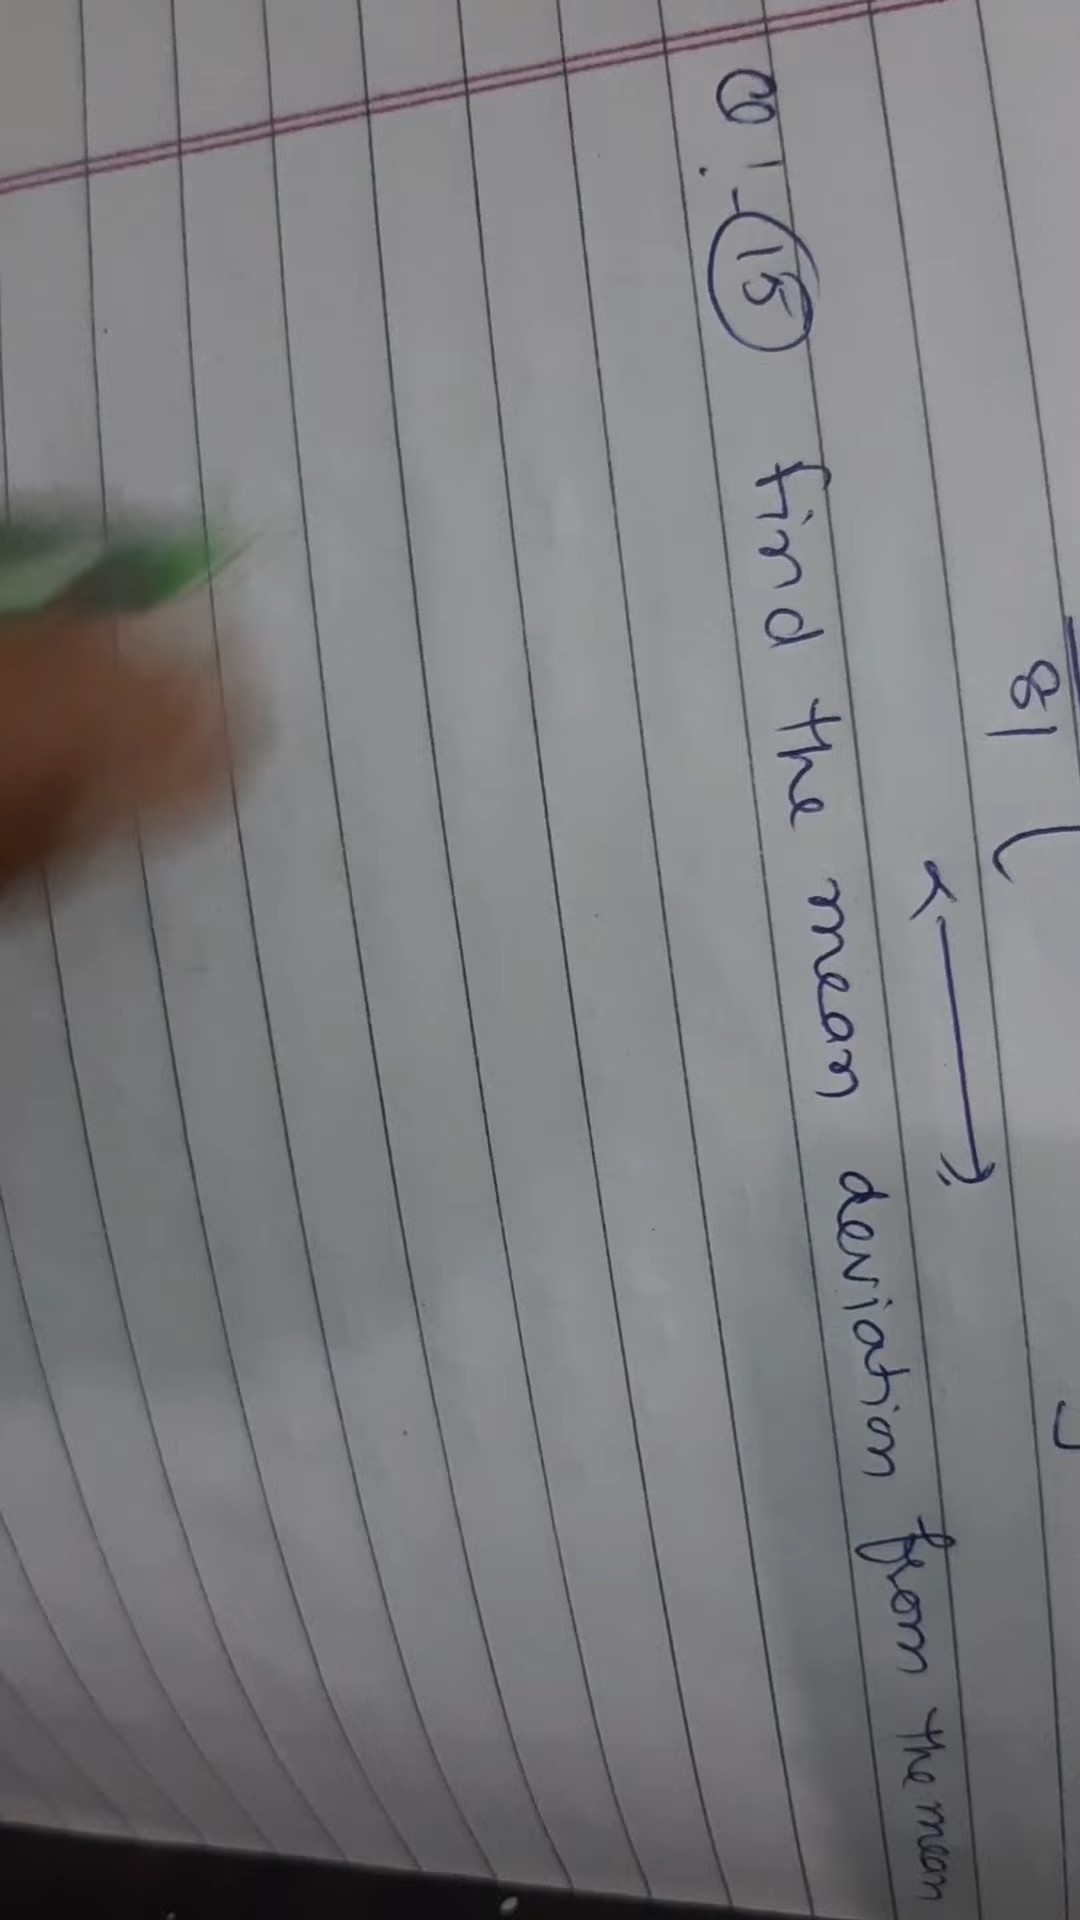 81
Q!-15 find the mean deviation from the mean